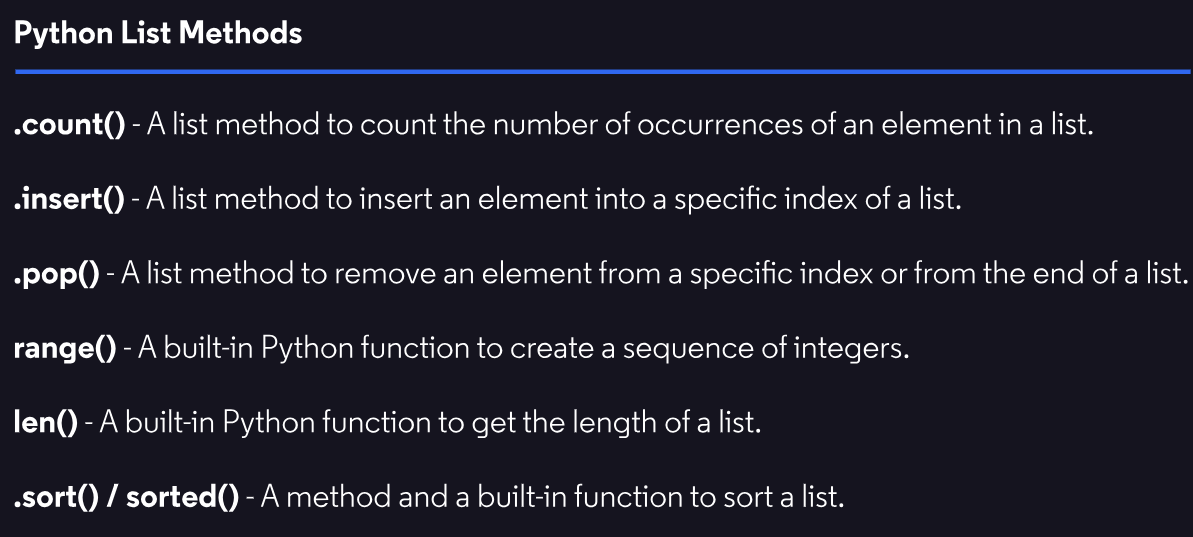 Python List Methods
.count() - A list method to count the number of occurrences of an element in a list.
.insert() - A list method to insert an element into a specific index of a list.
.pop() - A list method to remove an element from a specific index or from the end of a list.
range() - A built-in Python function to create a sequence of integers.
len() - A built-in Python function to get the length of a list.
.sort() / sorted() - A method and a built-in function to sort a list.